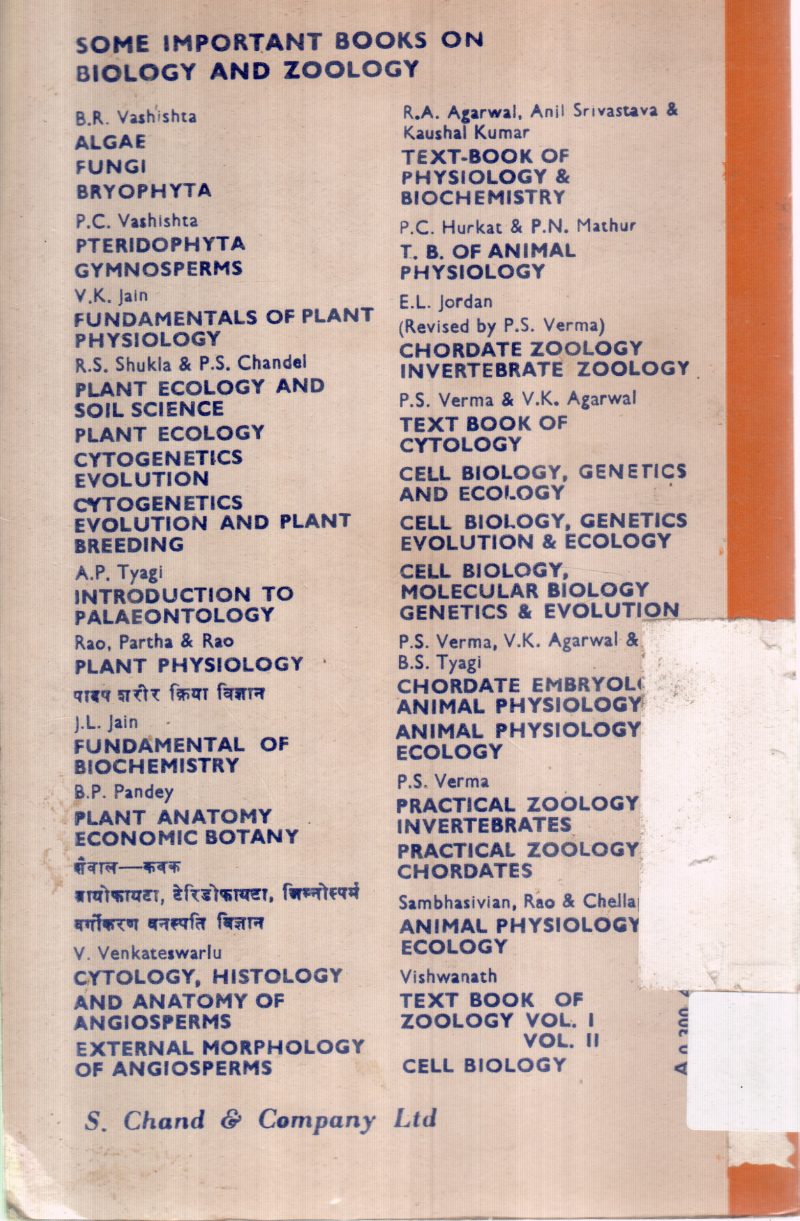 SOME IMPORTANT BOOKS ON
BIOLOGY AND ZOOLOGY
B.R. Vashishta
ALGAE
FUNGI
BRYOPHYTA
P.C. Vashishta
PTERIDOPHYTA
GYMNOSPERMS
V.K. Jain
FUNDAMENTALS OF PLANT
PHYSIOLOGY
R.S. Shukla & P.S. Chandel
PLANT ECOLOGY AND
SOIL SCIENCE
PLANT ECOLOGY
CYTOGENETICS
EVOLUTION
CYTOGENETICS
EVOLUTION AND PLANT
BREEDING
A.P. Tyagi
INTRODUCTION TO
PALAEONTOLOGY
Rao, Partha & Rao
PLANT PHYSIOLOGY
पादप शरीर क्रिया विज्ञान
J.L. Jain
FUNDAMENTAL OF
BIOCHEMISTRY
B.P. Pandey
PLANT ANATOMY
ECONOMIC BOTANY
शैवाल—कवक
ब्रायोफायटा, टेरिडोफायटा, जिम्नोस्पर्म
वर्गीकरण वनस्पति विज्ञान
V. Venkateswarlu
CYTOLOGY, HISTOLOGY
AND ANATOMY OF
ANGIOSPERMS
EXTERNAL MORPHOLOGY
OF ANGIOSPERMS
R.A. Agarwal, Anil Srivastava &
Kaushal Kumar
TEXT-BOOK OF
PHYSIOLOGY &
BIOCHEMISTRY
P.C. Hurkat & P.N. Mathur
T. B. OF ANIMAL
PHYSIOLOGY
E.L. Jordan
(Revised by P.S. Verma)
CHORDATE ZOOLOGY
INVERTEBRATE ZOOLOGY
P.S. Verma & V.K. Agarwal
TEXT BOOK OF
CYTOLOGY
CELL BIOLOGY, GENETICS
AND ECOLOGY
CELL BIOLOGY, GENETICS
EVOLUTION & ECOLOGY
CELL BIOLOGY,
MOLECULAR BIOLOGY
GENETICS & EVOLUTION
P.S. Verma, V.K. Agarwal &
B.S. Tyagi
CHORDATE
ANIMAL PHYSIOLOGY
ANIMAL PHYSIOLOGY
ECOLOGY
P.S. Verma
PRACTICAL ZOOLOGY
INVERTEBRATES
PRACTICAL ZOOLOGY
CHORDATES
Sambhasivian, Rao &
ANIMAL PHYSIOLOGY
ECOLOGY
Vishwanath
TEXT BOOK OF
ZOOLOGY VOL. I
VOL. II
CELL BIOLOGY
S. Chand & Company Ltd